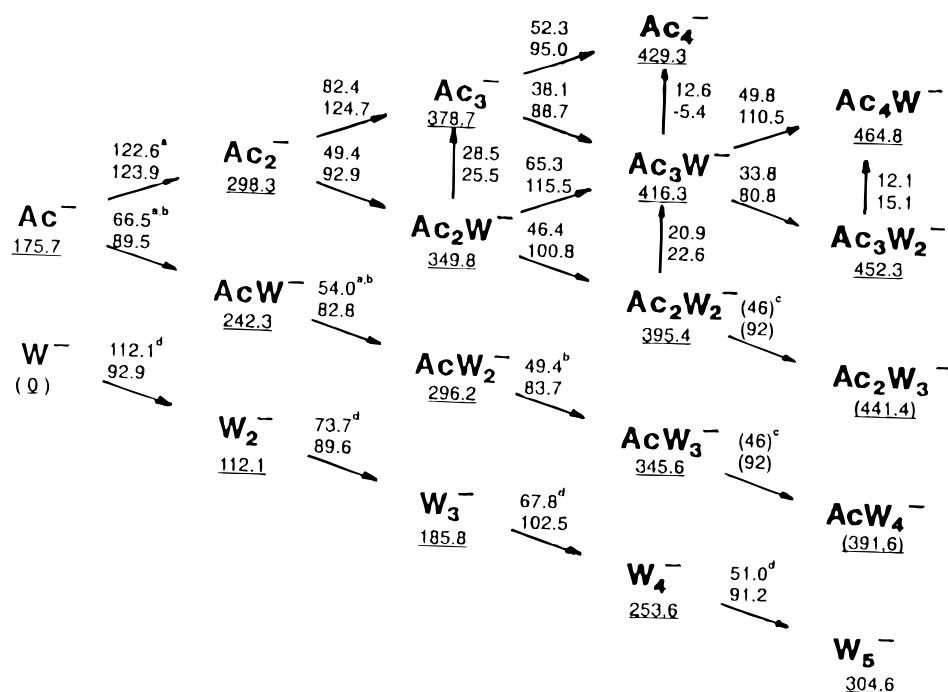 Ac₄⁻
429.3
52.3
95.0
Ac₃⁻
378.7
82.4
124.7
38.1
88.7
12.6
-5.4
49.8
110.5
Ac₄W⁻
464.8
122.6ᵃ
123.9
Ac₂⁻
298.3
49.4
92.9
28.5
25.5
65.3
115.5
Ac₃W⁻
416.3
33.8
80.8
12.1
15.1
Ac⁻
175.7
66.5ᵃ,ᵇ
89.5
Ac₂W⁻
349.8
46.4
100.8
20.9
22.6
Ac₃W₂⁻
452.3
AcW⁻
242.3
54.0ᵃ,ᵇ
82.8
Ac₂W₂⁻
395.4
(46)ᶜ
(92)
W⁻
(0)
112.1ᵈ
92.9
AcW₂⁻
296.2
49.4ᵇ
83.7
Ac₂W₃⁻
(441.4)
W₂⁻
112.1
73.7ᵈ
89.6
AcW₃⁻
345.6
(46)ᶜ
(92)
W₃⁻
185.8
67.8ᵈ
102.5
AcW₄⁻
(391,6)
W₄⁻
253.6
51.0ᵈ
91.2
W₅⁻
304.6